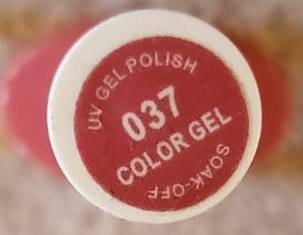 UV GEL POLISH
037
COLOR GEL
SOAK-OFF